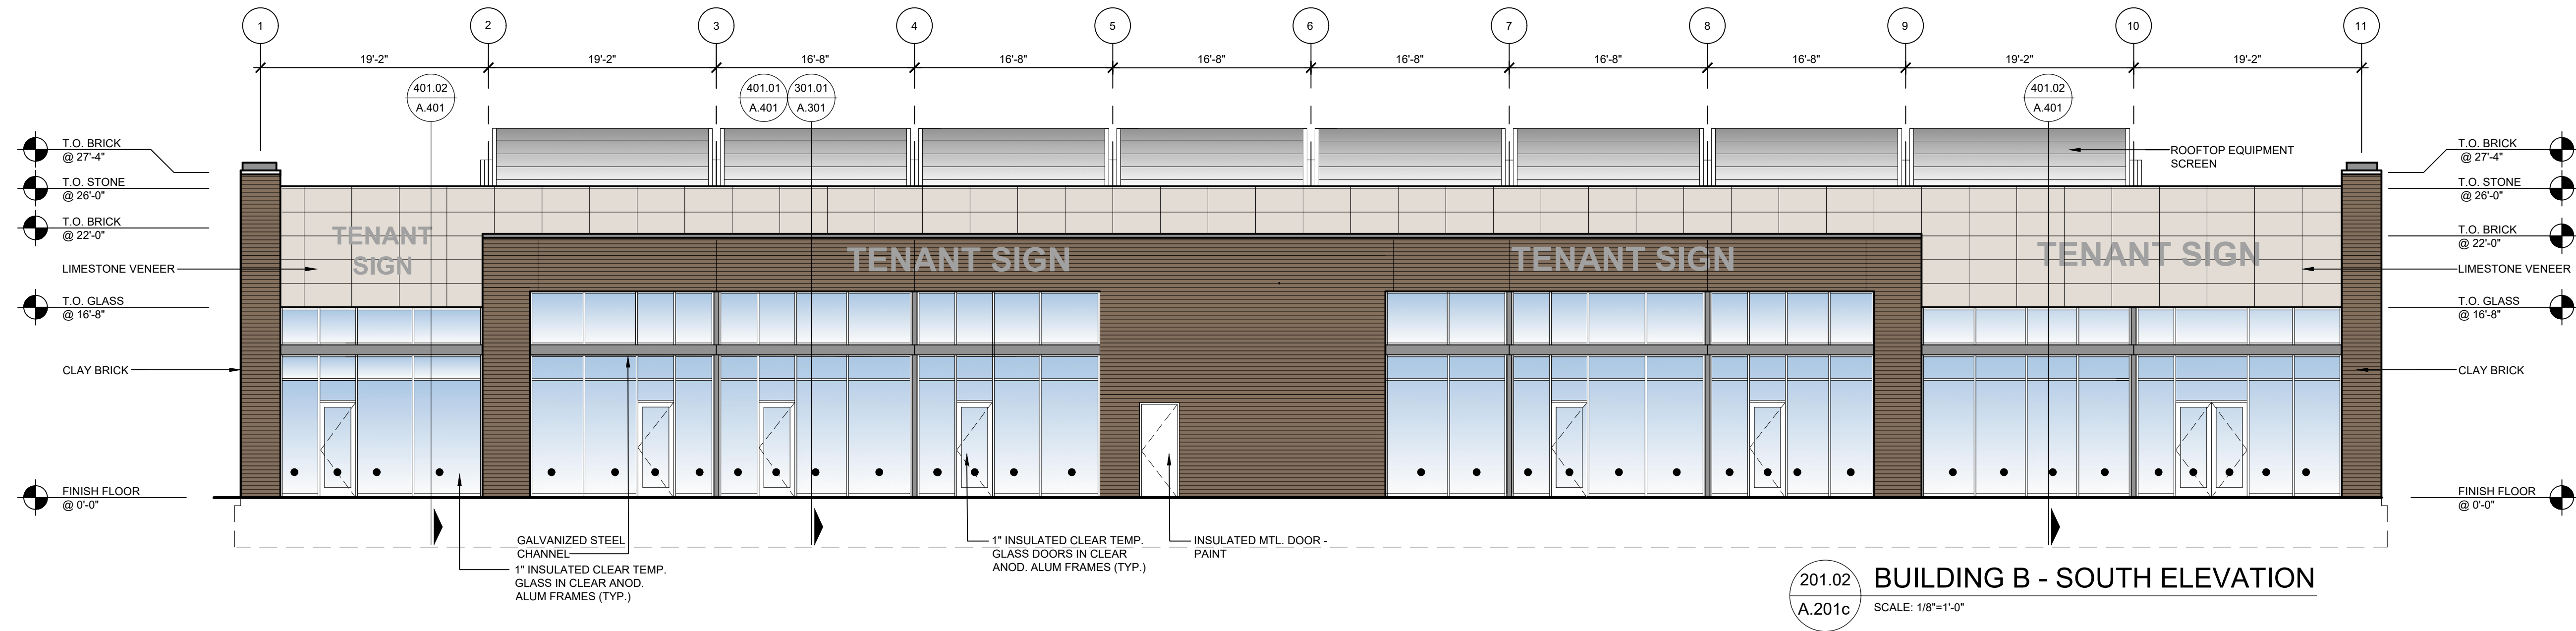 1
2
3
4
5
6
7
8
9
10
11
19'-2"
19'-2"
16'-8"
16'-8"
16'-8"
16'-8"
16'-8"
16'-8"
19'-2"
19'-2"
401.02
A.401
401.01
A.401
301.01
A.301
401.02
A.401
T.O. BRICK
@ 27'-4"
T.O. STONE
@ 26'-0"
T.O. BRICK
@ 22'-0"
LIMESTONE VENEER
T.O. GLASS
@ 16'-8"
CLAY BRICK
FINISH FLOOR
@ 0'-0"
TENANT
SIGN
TENANT SIGN
TENANT SIGN
TENANT SIGN
ROOFTOP EQUIPMENT
SCREEN
T.O. BRICK
@ 27'-4"
T.O. STONE
@ 26'-0"
T.O. BRICK
@ 22'-0"
LIMESTONE VENEER
T.O. GLASS
@ 16'-8"
CLAY BRICK
FINISH FLOOR
@ 0'-0"
GALVANIZED STEEL
CHANNEL
1" INSULATED CLEAR TEMP.
GLASS IN CLEAR ANOD.
ALUM FRAMES (TYP.)
1" INSULATED CLEAR TEMP.
GLASS DOORS IN CLEAR
ANOD. ALUM FRAMES (TYP.)
INSULATED MTL. DOOR -
PAINT
201.02
A.201c
BUILDING B - SOUTH ELEVATION
SCALE: 1/8"=1'-0"